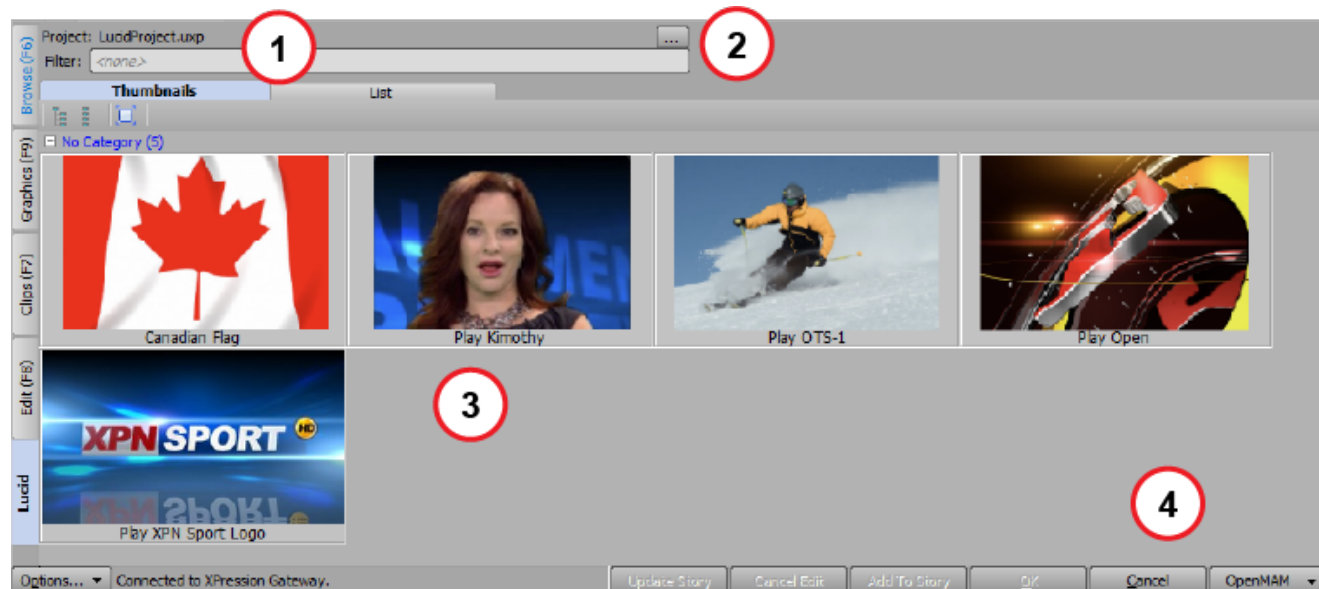 Project: LucidProject.uxp
...
1
2
Filter: <none>
Thumbnails
List
Browse (F6)
Graphics (F9)
Clips (F7)
Edit (F8)
Lucid
No Category (5)
Canadian Flag
Play Kimothy
Play OTS-1
Play Open
3
XPN SPORT HD
Play XPN Sport Logo
4
Options... Connected to XPression Gateway. Update Story Cancel Edit Add To Story OK Cancel OpenMAM